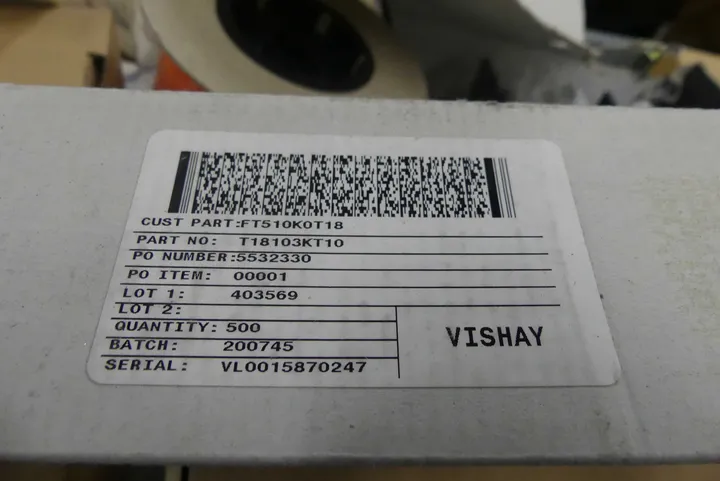 CUST PART:FT510K0T18
PART NO: T18103KT10
PO NUMBER:5532330
PO ITEM: 00001
LOT 1: 403569
LOT 2:
QUANTITY: 500
BATCH: 200745
SERIAL: VL0015870247
VISHAY